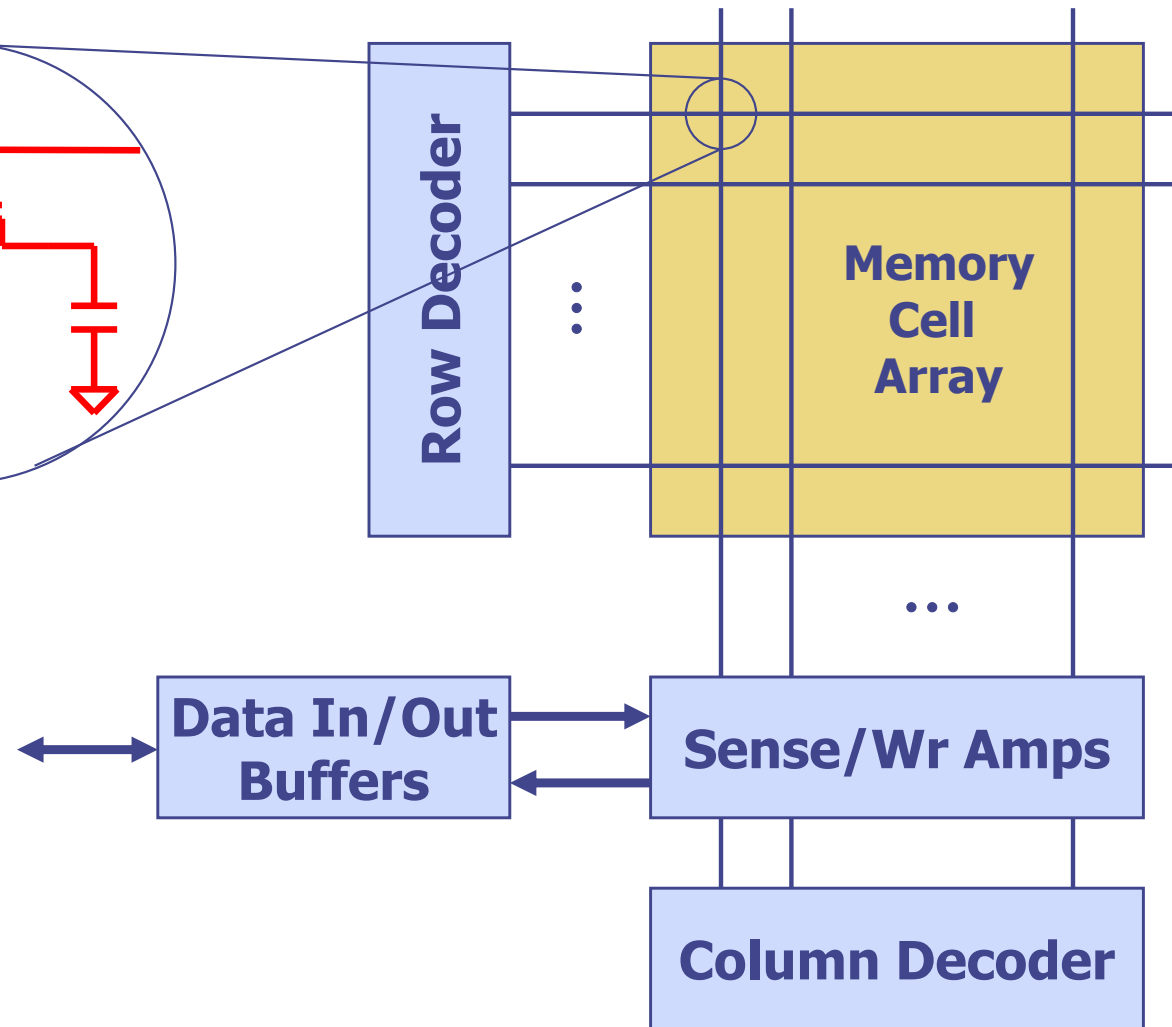 Row Decoder
Memory
Cell
Array
...
Data In/Out
Buffers
Sense/Wr Amps
Column Decoder